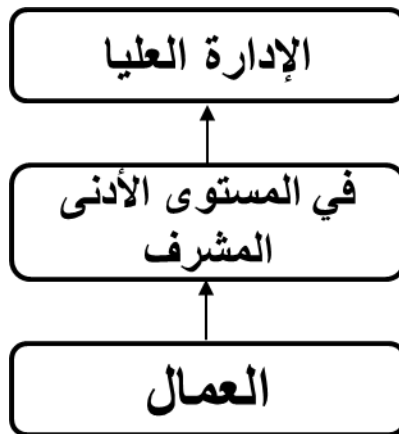 الإدارة العليا
في المستوى الأدنى
المشرف
العمال